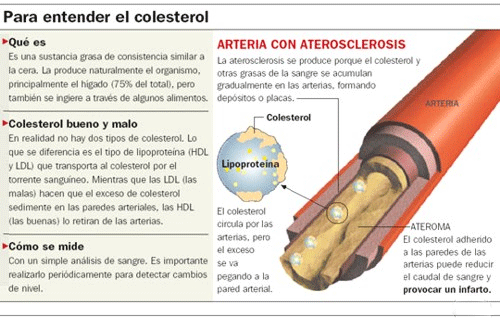 Para entender el colesterol
Qué es
Es una sustancia grasa de consistencia similar a
la cera. La produce naturalmente el organismo,
principalmente el hígado (75% del total), pero
también se ingiere a través de algunos alimentos.
Colesterol bueno y malo
En realidad no hay dos tipos de colesterol. Lo
que se diferencia es el tipo de lipoproteína (HDL
y LDL) que transporta al colesterol por el
torrente sanguíneo. Mientras que las LDL (las
malas) hacen que el exceso de colesterol
sedimente en las paredes arteriales, las HDL
(las buenas) lo retiran de las arterias.
Cómo se mide
Con un simple análisis de sangre. Es importante
realizarlo periódicamente para detectar cambios
de nivel.
ARTERIA CON ATEROSCLEROSIS
La aterosclerosis se produce porque el colesterol y
otras grasas de la sangre se acumulan
gradualmente en las arterias, formando
depósitos o placas.
ARTERIA
Colesterol
Lipoproteína
El colesterol
circula por las
arterias, pero
el exceso
se va
pegando a la
pared arterial.
ATEROMA
El colesterol adherido
a las paredes de las
arterias puede reducir
el caudal de sangre y
provocar un infarto.